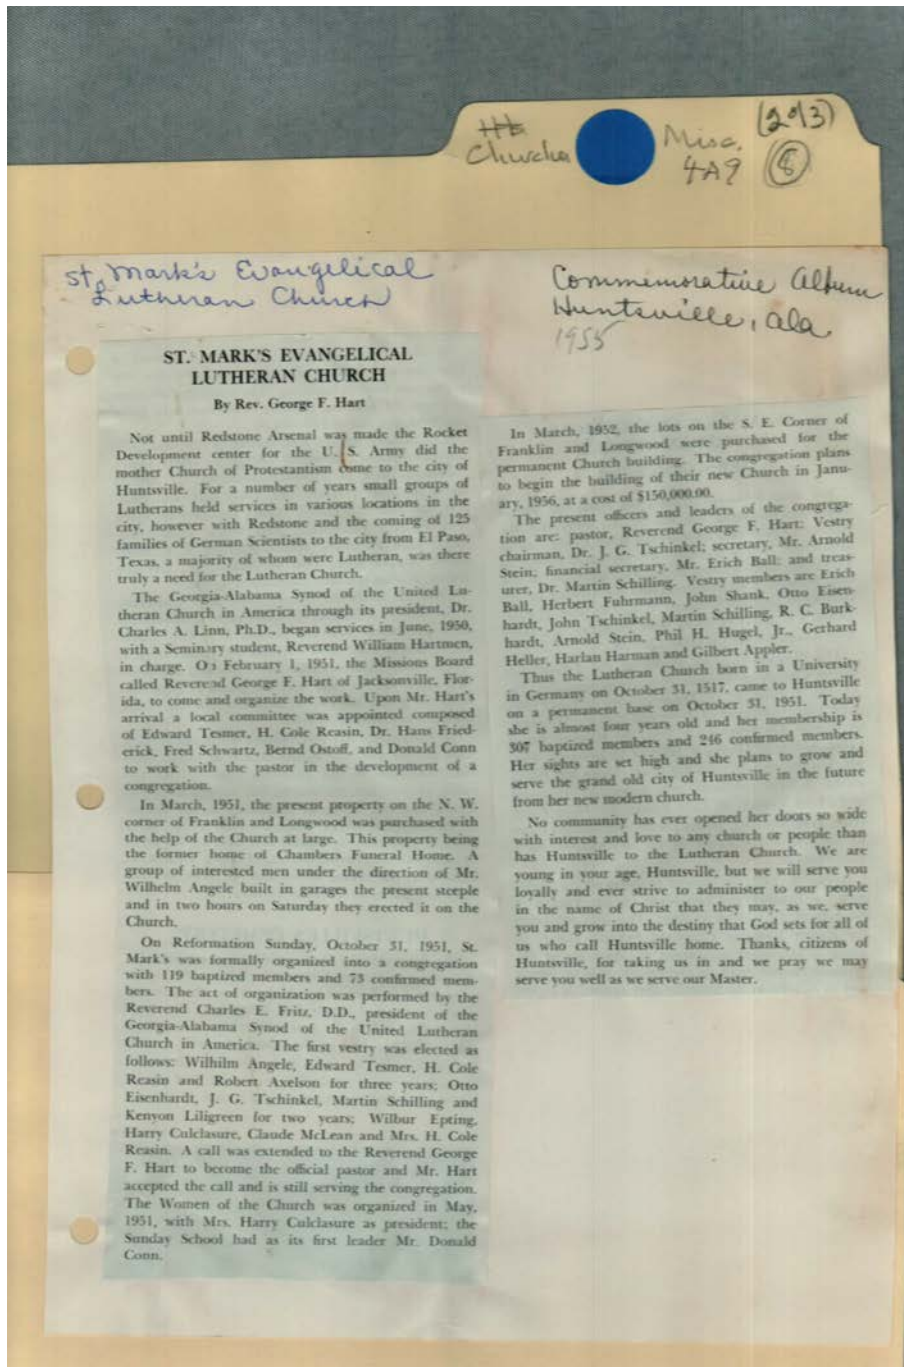 (2 of 3)
Churches
Misc.
4A9
8
St. Mark's Evangelical
Lutheran Church
Commemorative Album
Huntsville, Ala
1955
ST. MARK'S EVANGELICAL
LUTHERAN CHURCH
By Rev. George F. Hart
Not until Redstone Arsenal was made the Rocket
Development center for the U. S. Army did the
mother Church of Protestantism come to the city of
Huntsville. For a number of years small groups of
Lutherans held services in various locations in the
city, however with Redstone and the coming of 125
families of German Scientists to the city from El Paso,
Texas, a majority of whom were Lutheran, was there
truly a need for the Lutheran Church.
The Georgia-Alabama Synod of the United Lu-
theran Church in America through its president, Dr.
Charles A. Linn, Ph.D., began services in June, 1950,
with a Seminary student, Reverend William Hartmen,
in charge. On February 1, 1951, the Missions Board
called Reverend George F. Hart of Jacksonville, Flor-
ida, to come and organize the work. Upon Mr. Hart's
arrival a local committee was appointed composed
of Edward Tesmer, H. Cole Reasin, Dr. Hans Fried-
erick, Fred Schwartz, Bernd Ostoff, and Donald Conn
to work with the pastor in the development of a
congregation.
In March, 1951, the present property on the N. W.
corner of Franklin and Longwood was purchased with
the help of the Church at large. This property being
the former home of Chambers Funeral Home. A
group of interested men under the direction of Mr.
Wilhelm Angele built in garages the present steeple
and in two hours on Saturday they erected it on the
Church.
On Reformation Sunday, October 31, 1951, St.
Mark's was formally organized into a congregation
with 119 baptized members and 73 confirmed mem-
bers. The act of organization was performed by the
Reverend Charles E. Fritz, D.D., president of the
Georgia-Alabama Synod of the United Lutheran
Church in America. The first vestry was elected as
follows: Wilhilm Angele, Edward Tesmer, H. Cole
Reasin and Robert Axelson for three years; Otto
Eisenhardt, J. G. Tschinkel, Martin Schilling and
Kenyon Liligreen for two years; Wilbur Epting,
Harry Culclasure, Claude McLean and Mrs. H. Cole
Reasin. A call was extended to the Reverend George
F. Hart to become the official pastor and Mr. Hart
accepted the call and is still serving the congregation.
The Women of the Church was organized in May,
1951, with Mrs. Harry Culclasure as president; the
Sunday School had as its first leader Mr. Donald
Conn.
In March, 1952, the lots on the S. E. Corner of
Franklin and Longwood were purchased for the
permanent Church building. The congregation plans
to begin the building of their new Church in Janu-
ary, 1956, at a cost of $150,000.00.
The present officers and leaders of the congrega-
tion are: pastor, Reverend George F. Hart; Vestry
chairman, Dr. J. G. Tschinkel; secretary, Mr. Arnold
Stein; financial secretary, Mr. Erich Ball; and treas-
urer, Dr. Martin Schilling. Vestry members are Erich
Ball, Herbert Fuhrmann, John Shank, Otto Eisen-
hardt, John Tschinkel, Martin Schilling, R. C. Burk-
hardt, Arnold Stein, Phil H. Hugel, Jr., Gerhard
Heller, Harlan Harman and Gilbert Appler.
Thus the Lutheran Church born in a University
in Germany on October 31, 1517, came to Huntsville
on a permanent base on October 31, 1951. Today
she is almost four years old and her membership is
307 baptized members and 246 confirmed members.
Her sights are set high and she plans to grow and
serve the grand old city of Huntsville in the future
from her new modern church.
No community has ever opened her doors so wide
with interest and love to any church or people than
has Huntsville to the Lutheran Church. We are
young in your age, Huntsville, but we will serve you
loyally and ever strive to administer to our people
in the name of Christ that they may, as we, serve
you and grow into the destiny that God sets for all of
us who call Huntsville home. Thanks, citizens of
Huntsville, for taking us in and we pray we may
serve you well as we serve our Master.